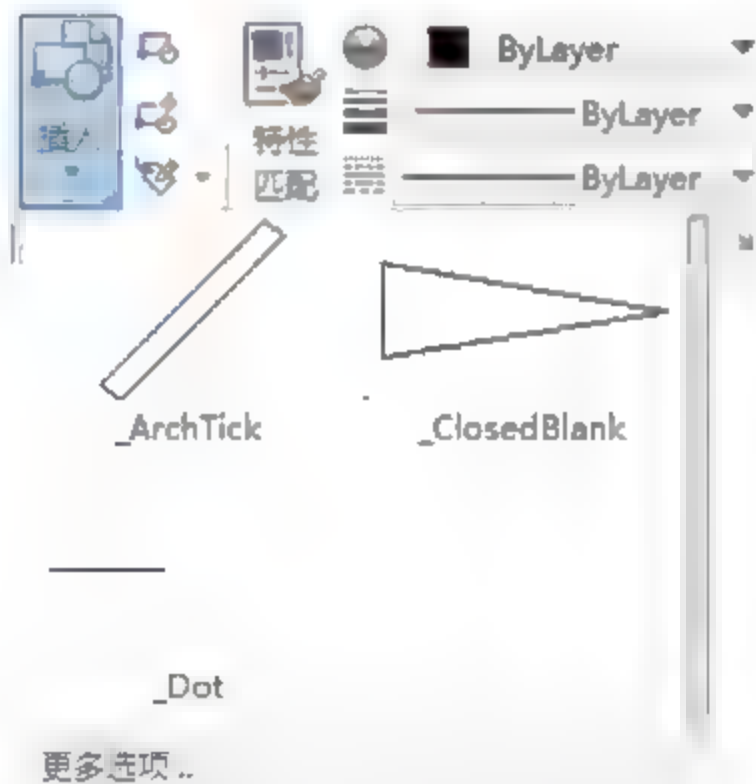 插入
特性
匹配
ByLayer
ByLayer
ByLayer
_ArchTick
_ClosedBlank
_Dot
更多选项..